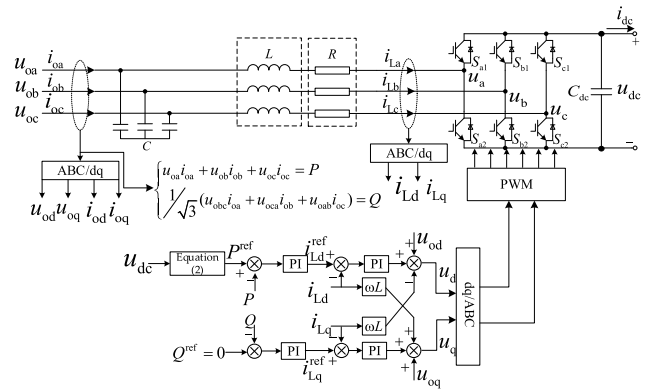 i_dc
L R
i_oa i_La S_a1 S_b1 S_c1 +
u_oa u_a
i_ob i_Lb C_dc u_dc
u_ob u_b
i_oc i_Lc
u_oc u_c
C
S_a2 S_b2 S_c2 −
ABC/dq ABC/dq
u_oa i_oa + u_ob i_ob + u_oc i_oc = P
1/√3 (u_obc i_oa + u_oca i_ob + u_oab i_oc) = Q
u_od u_oq i_od i_oq
i_Ld i_Lq
PWM
u_od
u_dc Equation (2) P^ref + − PI i_Ld^ref + − PI + + u_d
P
i_Ld ωL −
dq/ABC
Q i_Lq ωL +
Q^ref = 0 + − PI i_Lq^ref + − PI + + u_q
u_oq